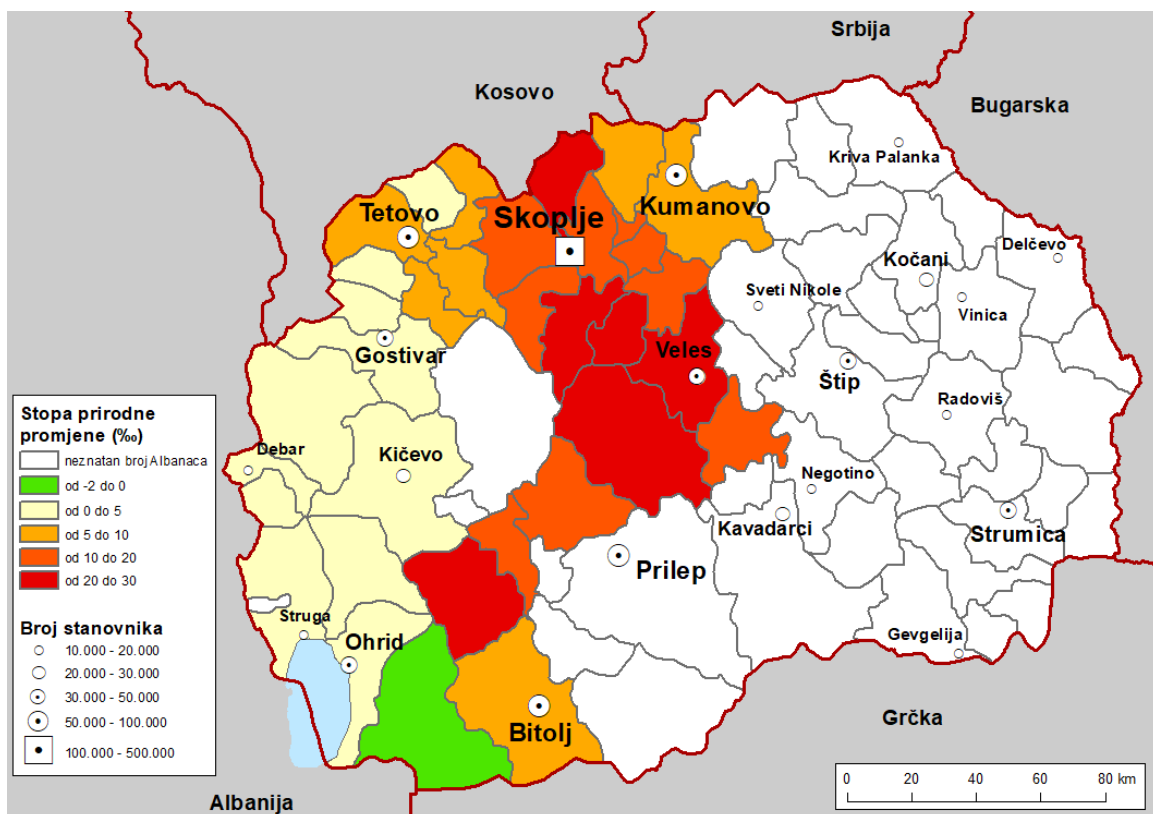 Srbija
Kosovo
Bugarska
Kriva Palanka
Tetovo
Skoplje
Kumanovo
Delčevo
Kočani
Sveti Nikole
Vinica
Gostivar
Veles
Štip
Radoviš
Debar
Kičevo
Negotino
Kavadarci
Strumica
Prilep
Struga
Ohrid
Gevgelija
Bitolj
Grčka
Albanija
Stopa prirodne
promjene (‰)
neznatan broj Albanaca
od -2 do 0
od 0 do 5
od 5 do 10
od 10 do 20
od 20 do 30
Broj stanovnika
10.000 - 20.000
20.000 - 30.000
30.000 - 50.000
50.000 - 100.000
100.000 - 500.000
0 20 40 60 80 km